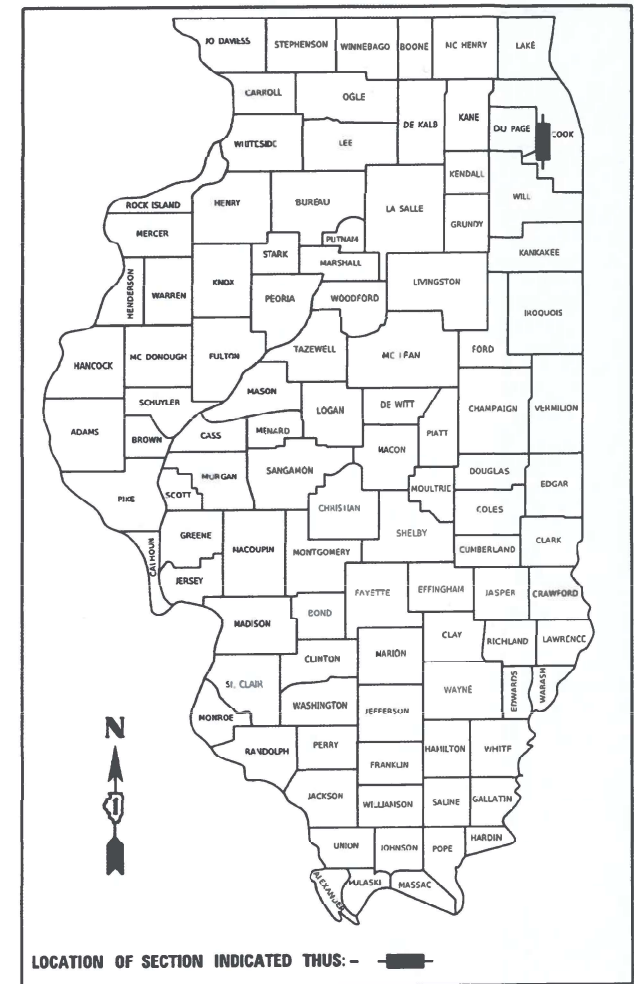 JO DAVIESS STEPHENSON WINNEBAGO BOONE MC HENRY LAKE
CARROLL OGLE
DE KALB KANE DU PAGE COOK
WHITESIDE LEE
KENDALL
WILL
ROCK ISLAND HENRY BUREAU LA SALLE
GRUNDY
MERCER
PUTNAM
STARK MARSHALL KANKAKEE
HENDERSON WARREN KNOX PEORIA WOODFORD LIVINGSTON
IROQUOIS
HANCOCK MC DONOUGH FULTON TAZEWELL MC LEAN FORD
MASON
SCHUYLER LOGAN DE WITT CHAMPAIGN VERMILION
ADAMS BROWN CASS MENARD MACON PIATT
PIKE SCOTT MORGAN SANGAMON DOUGLAS EDGAR
MOULTRIE
CHRISTIAN COLES
GREENE SHELBY
CALHOUN MACOUPIN MONTGOMERY CUMBERLAND CLARK
JERSEY
FAYETTE EFFINGHAM JASPER CRAWFORD
MADISON BOND
CLAY RICHLAND LAWRENCE
CLINTON MARION
ST. CLAIR WAYNE EDWARDS WABASH
WASHINGTON JEFFERSON
MONROE
N
RANDOLPH PERRY HAMILTON WHITE
FRANKLIN
JACKSON WILLIAMSON SALINE GALLATIN
UNION JOHNSON POPE HARDIN
ALEXANDER PULASKI MASSAC
LOCATION OF SECTION INDICATED THUS: -